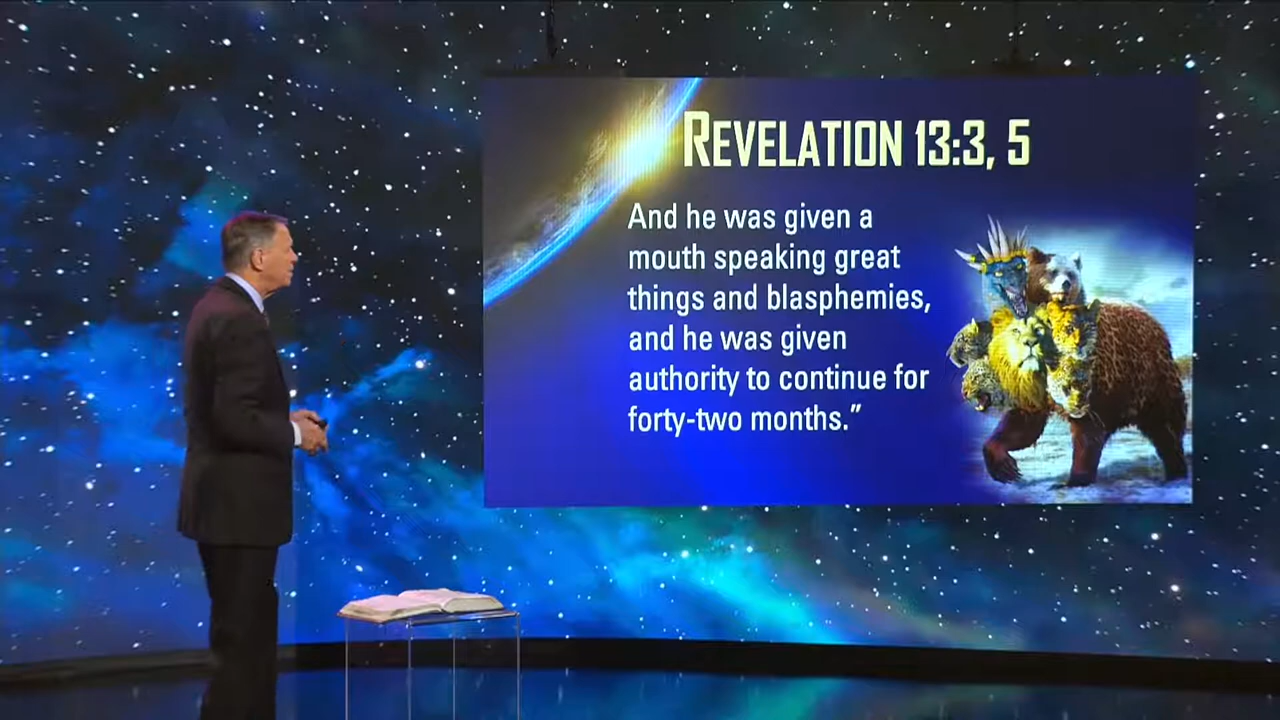 REVELATION 13:3, 5
And he was given a
mouth speaking great
things and blasphemies,
and he was given
authority to continue for
forty-two months.”